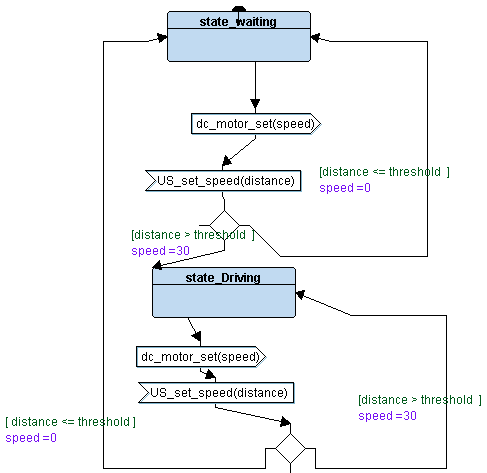 state_waiting
dc_motor_set(speed)
US_set_speed(distance)
[distance <= threshold ]
speed =0
[distance > threshold ]
speed =30
state_Driving
dc_motor_set(speed)
US_set_speed(distance)
[distance > threshold ]
speed =30
[ distance <= threshold ]
speed =0